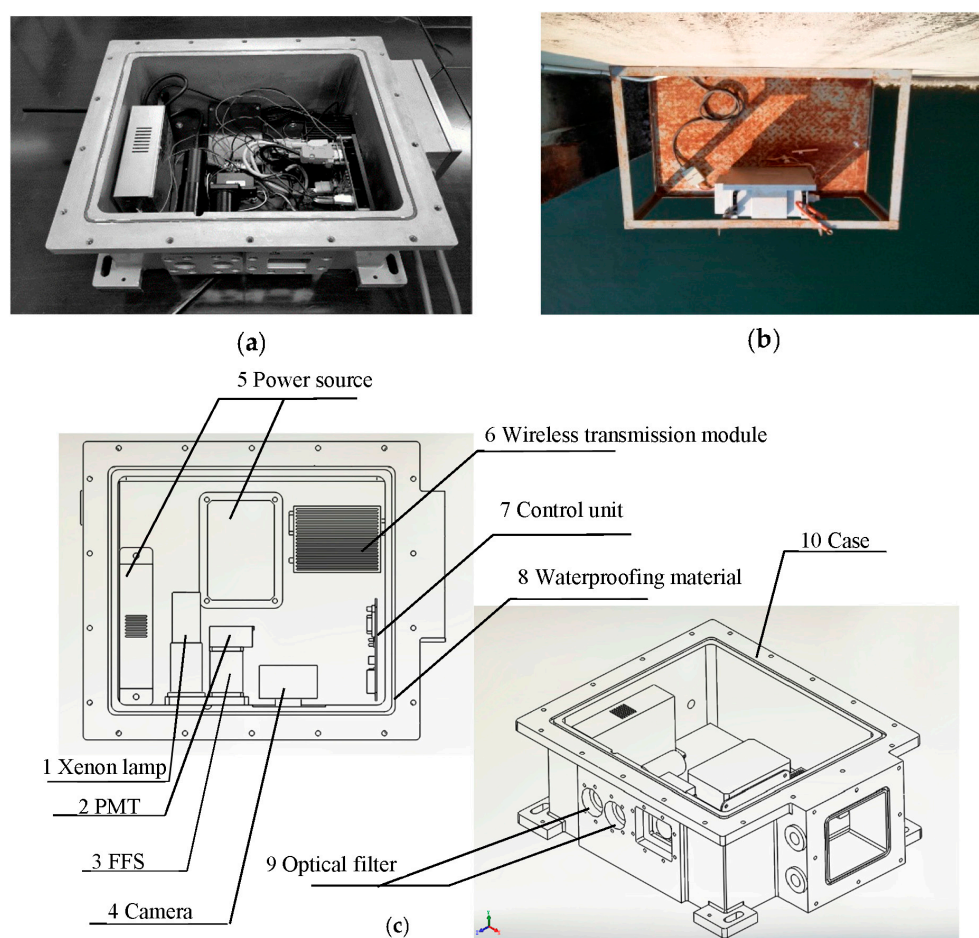 (a)
(b)
5 Power source
6 Wireless transmission module
7 Control unit
10 Case
8 Waterproofing material
1 Xenon lamp
2 PMT
3 FFS
9 Optical filter
4 Camera
(c)